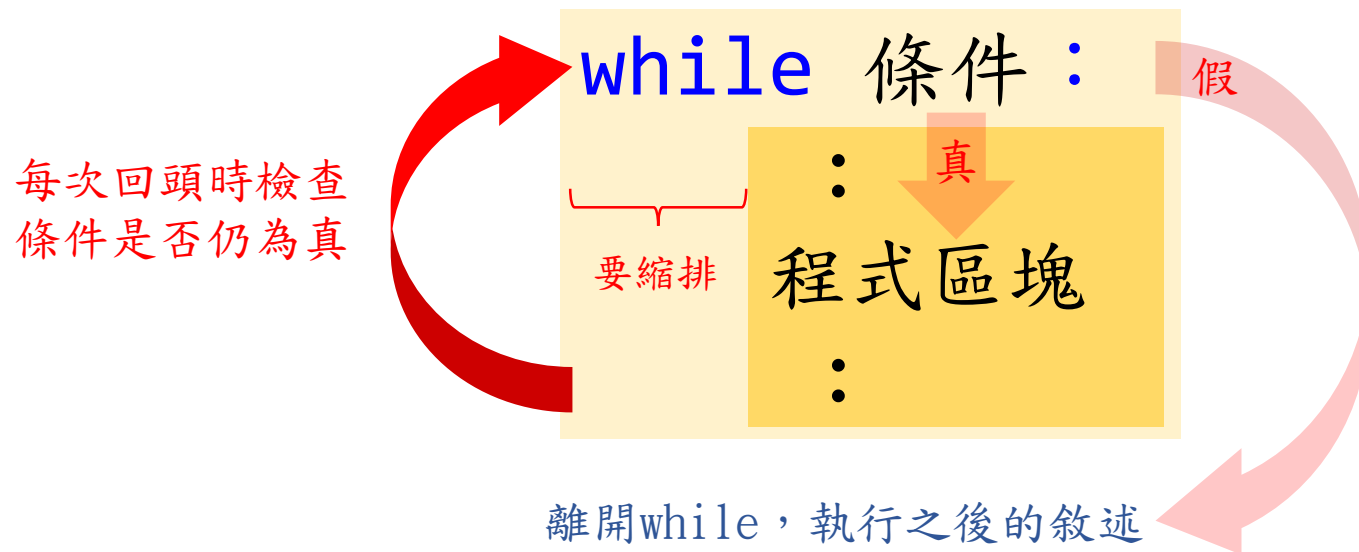 while 條件：
假
真
：
每次回頭時檢查
條件是否仍為真
要縮排
程式區塊
：
離開while，執行之後的敘述